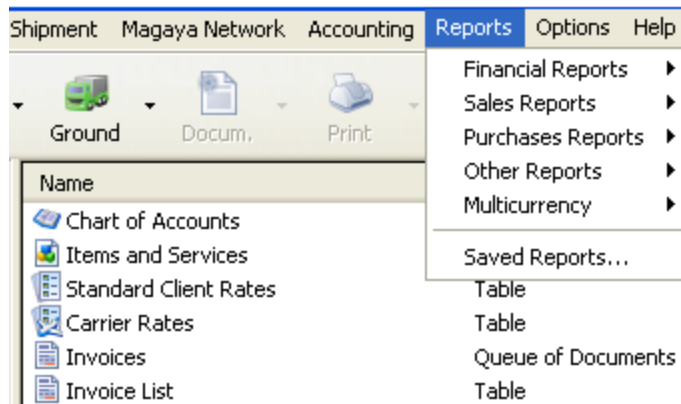 Shipment Magaya Network Accounting Reports Options Help
Financial Reports
Sales Reports
Purchases Reports
Other Reports
Multicurrency
Saved Reports...
Ground Docum. Print
Name
Chart of Accounts
Items and Services
Standard Client Rates Table
Carrier Rates Table
Invoices Queue of Documents
Invoice List Table